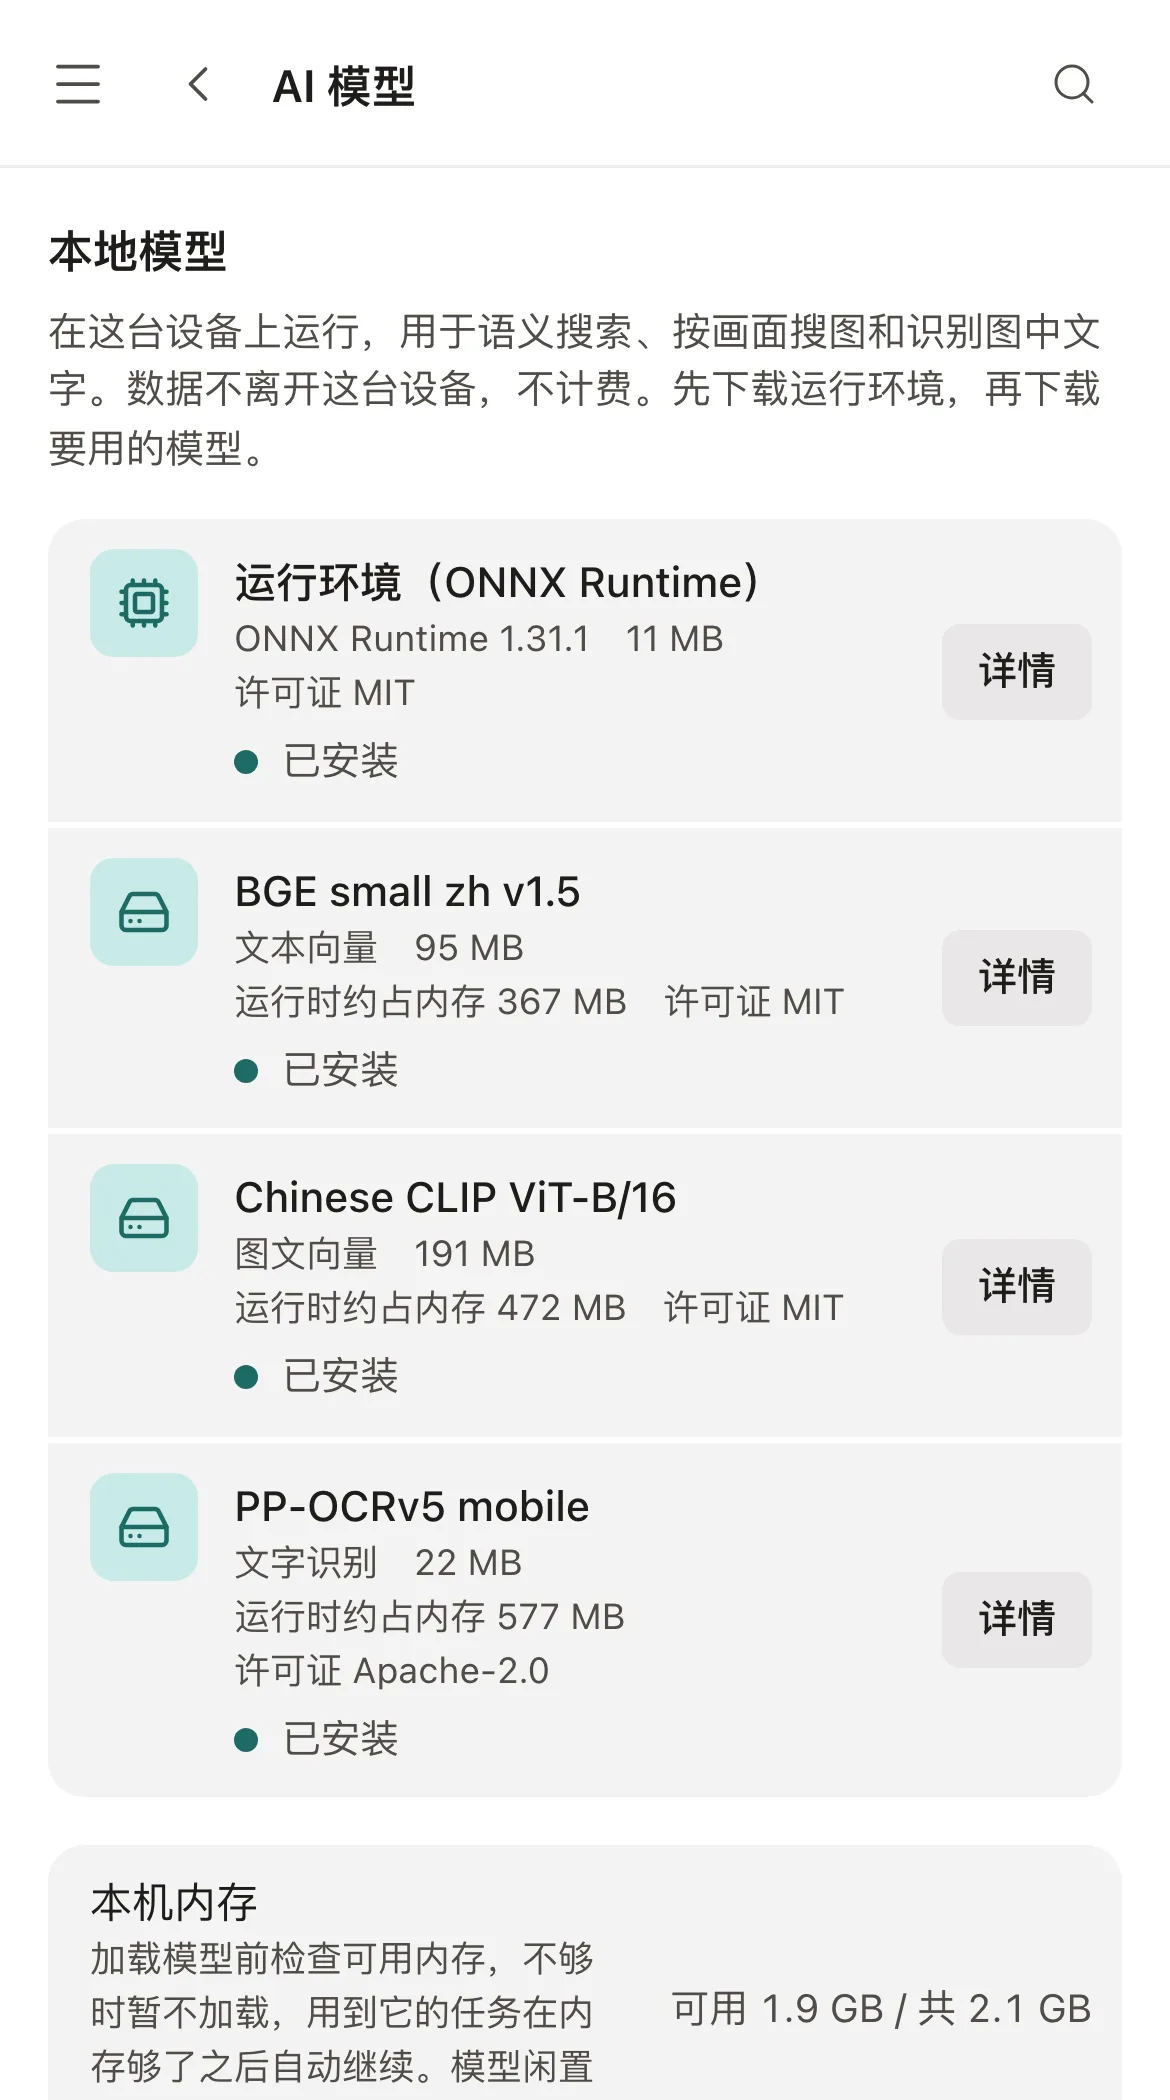 AI 模型
本地模型
在这台设备上运行，用于语义搜索、按画面搜图和识别图中文
字。数据不离开这台设备，不计费。先下载运行环境，再下载
要用的模型。
运行环境（ONNX Runtime）
ONNX Runtime 1.31.1 11 MB
许可证 MIT
详情
已安装
BGE small zh v1.5
文本向量 95 MB
运行时约占内存 367 MB 许可证 MIT
详情
已安装
Chinese CLIP ViT-B/16
图文向量 191 MB
运行时约占内存 472 MB 许可证 MIT
详情
已安装
PP-OCRv5 mobile
文字识别 22 MB
运行时约占内存 577 MB
许可证 Apache-2.0
详情
已安装
本机内存
加载模型前检查可用内存，不够
时暂不加载，用到它的任务在内
存够了之后自动继续。模型闲置
可用 1.9 GB / 共 2.1 GB